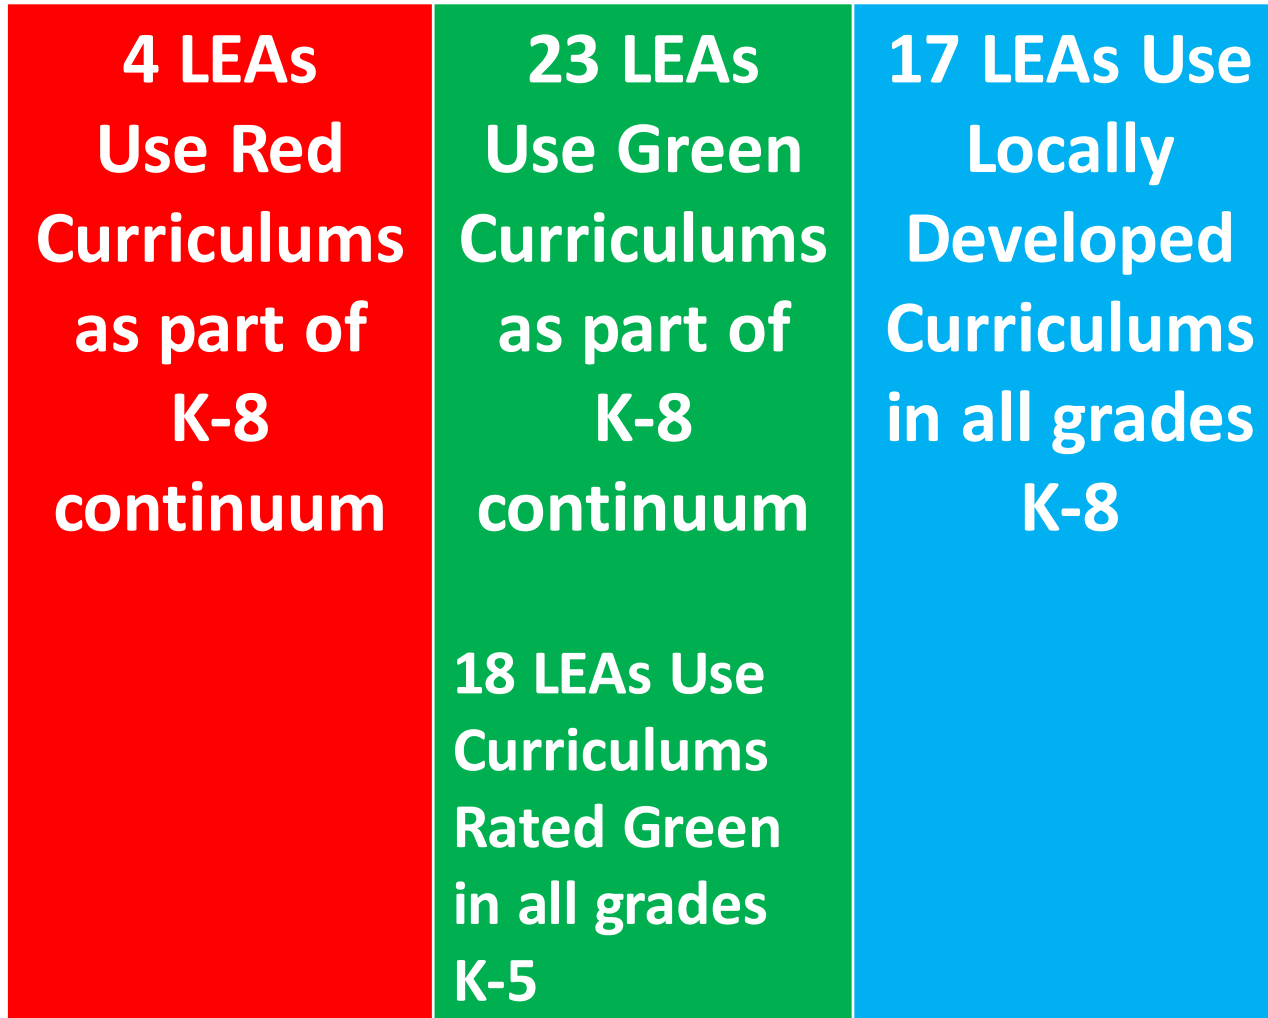 4 LEAs
Use Red
Curriculums
as part of
K-8
continuum
23 LEAs
Use Green
Curriculums
as part of
K-8
continuum
18 LEAs Use
Curriculums
Rated Green
in all grades
K-5
17 LEAs Use
Locally
Developed
Curriculums
in all grades
K-8